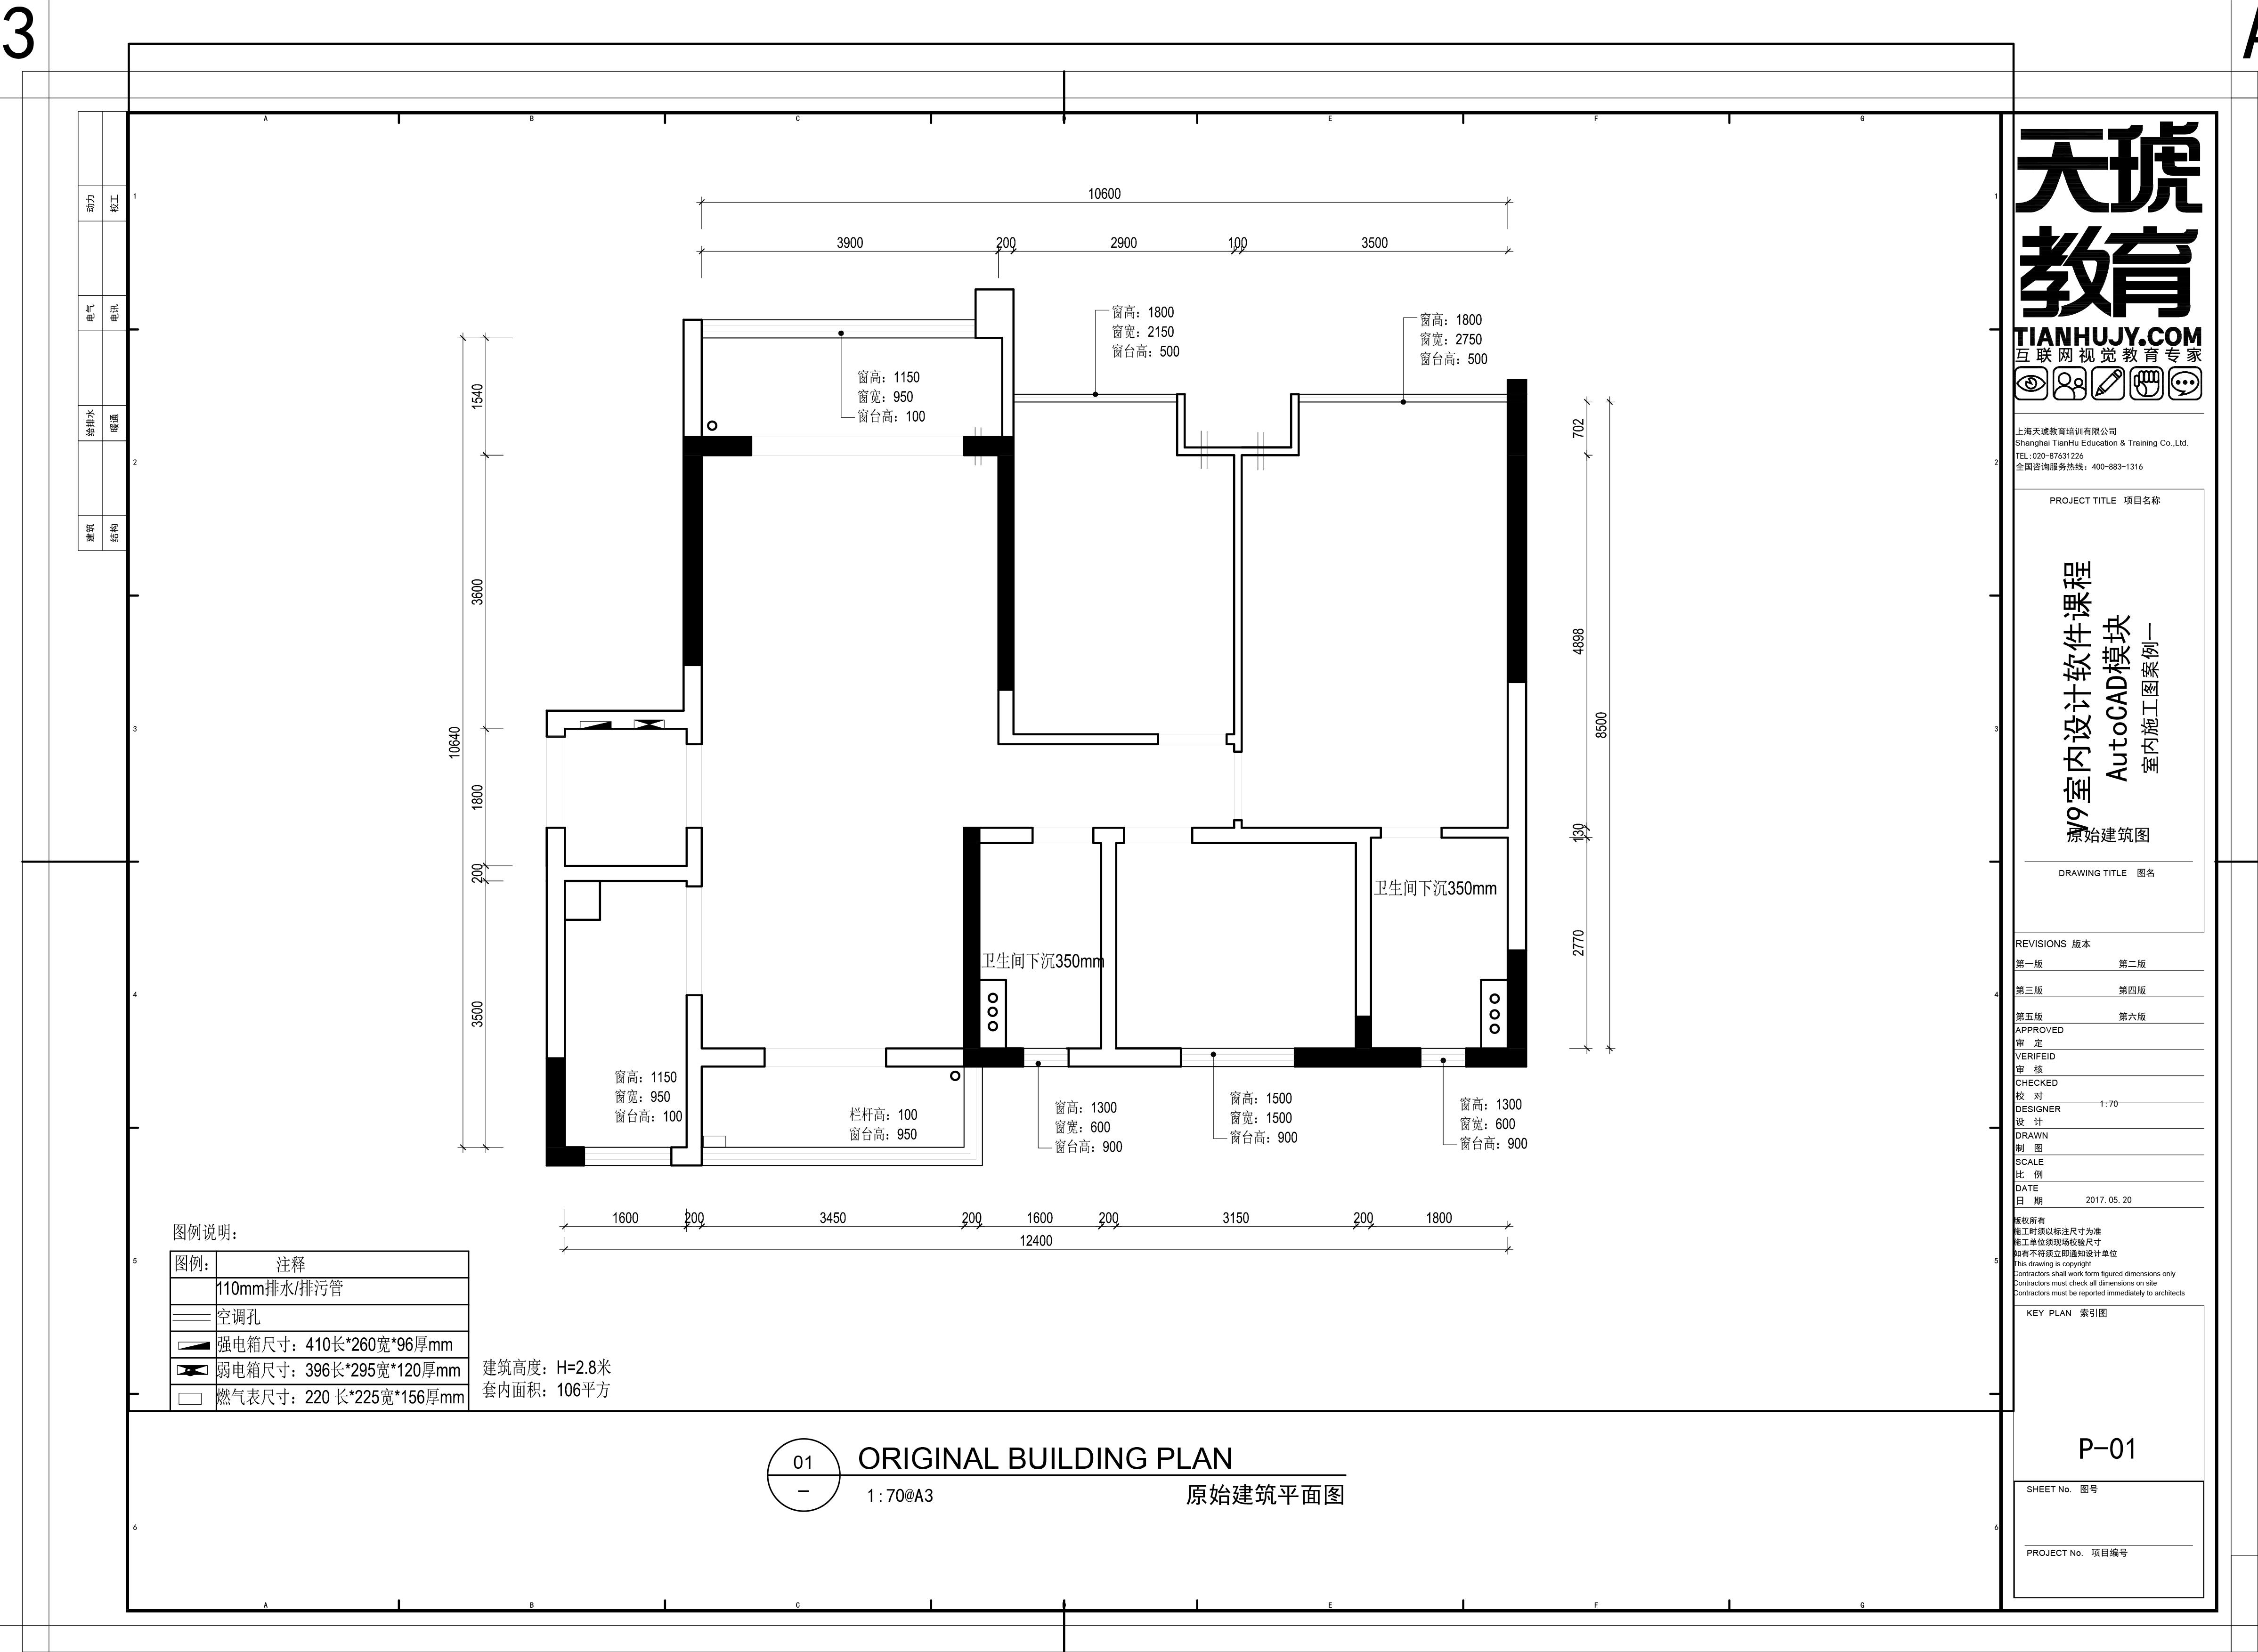 3
A B C D E F G
动力 校工
电气 电讯
给排水 暖通
建筑 结构
1
2
3
4
5
6
10600
3900 200 2900 100 3500
窗高：1800
窗宽：2150
窗台高：500
窗高：1800
窗宽：2750
窗台高：500
窗高：1150
窗宽：950
窗台高：100
1540
3600
10640
1800
200
3500
702
4898
8500
130
2770
卫生间下沉350mm
卫生间下沉350mm
窗高：1150
窗宽：950
窗台高：100
栏杆高：100
窗台高：950
窗高：1300
窗宽：600
窗台高：900
窗高：1500
窗宽：1500
窗台高：900
窗高：1300
窗宽：600
窗台高：900
1600 200 3450 200 1600 200 3150 200 1800
12400
图例说明：
图例： 注释
110mm排水/排污管
空调孔
强电箱尺寸：410长*260宽*96厚mm
弱电箱尺寸：396长*295宽*120厚mm
燃气表尺寸：220 长*225宽*156厚mm
建筑高度：H=2.8米
套内面积：106平方
01
ORIGINAL BUILDING PLAN
1:70@A3
原始建筑平面图
A B C D E F G
1
2
3
4
5
6
天琥
教育
TIANHUJY.COM
互联网视觉教育专家
上海天琥教育培训有限公司
Shanghai TianHu Education & Training Co.,Ltd.
TEL:020-87631226
全国咨询服务热线：400-883-1316
PROJECT TITLE 项目名称
V9室内设计软件课程
AutoCAD模块
室内施工图案例一
原始建筑图
DRAWING TITLE 图名
REVISIONS 版本
第一版 第二版
第三版 第四版
第五版 第六版
APPROVED
审 定
VERIFEID
审 核
CHECKED
校 对
1:70
DESIGNER
设 计
DRAWN
制 图
SCALE
比 例
DATE
日 期 2017.05.20
版权所有
施工时须以标注尺寸为准
施工单位须现场校验尺寸
如有不符须立即通知设计单位
This drawing is copyright
Contractors shall work form figured dimensions only
Contractors must check all dimensions on site
Contractors must be reported immediately to architects
KEY PLAN 索引图
P-01
SHEET No. 图号
PROJECT No. 项目编号